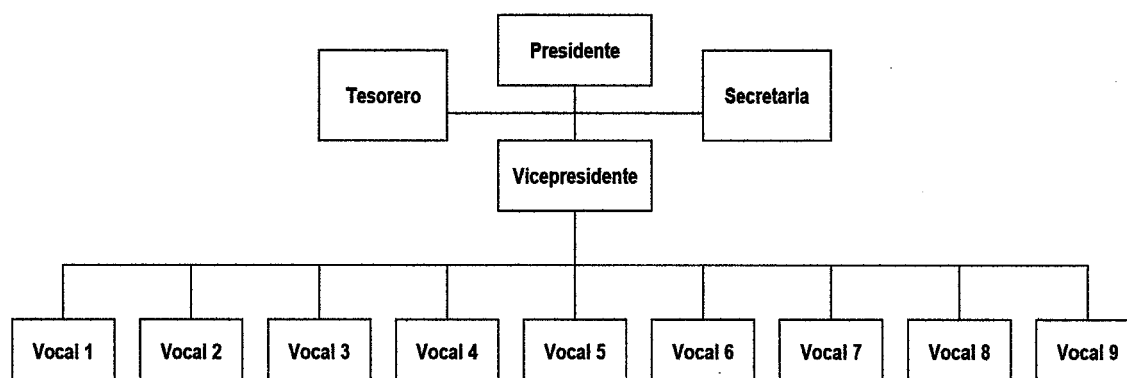 Presidente
Tesorero
Secretaria
Vicepresidente
Vocal 1
Vocal 2
Vocal 3
Vocal 4
Vocal 5
Vocal 6
Vocal 7
Vocal 8
Vocal 9